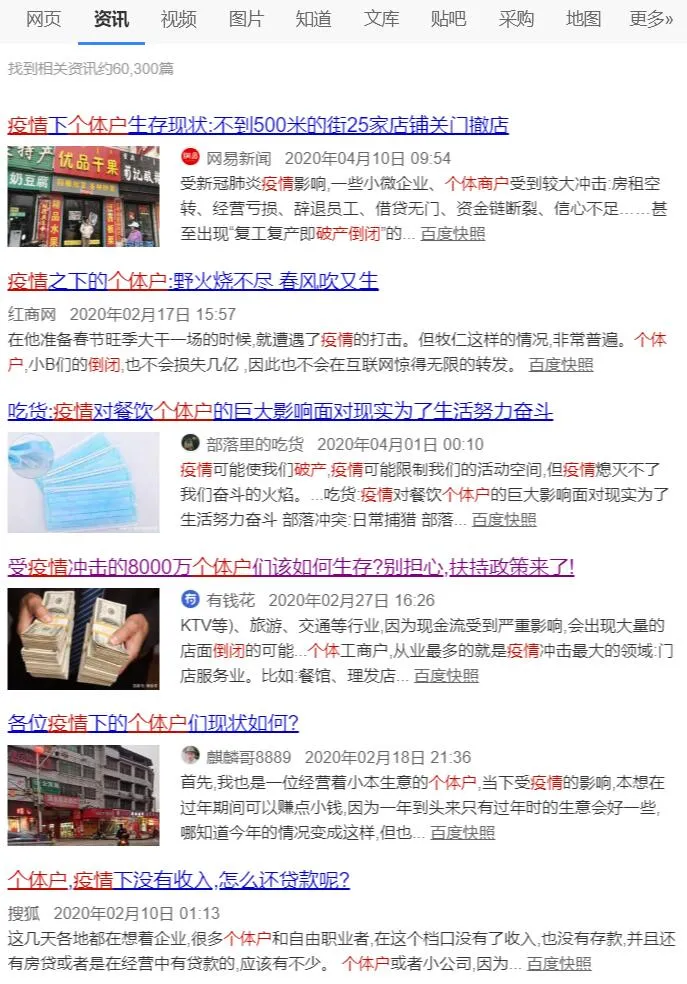 网页 资讯 视频 图片 知道 文库 贴吧 采购 地图 更多»
找到相关资讯约60,300篇
疫情下个体户生存现状:不到500米的街25家店铺关门撤店
网易新闻 2020年04月10日 09:54
受新冠肺炎疫情影响,一些小微企业、个体商户受到较大冲击:房租空
转、经营亏损、辞退员工、借贷无门、资金链断裂、信心不足……甚
至出现“复工复产即破产倒闭”的... 百度快照
优品干果
奶豆腐
疫情之下的个体户:野火烧不尽 春风吹又生
红商网 2020年02月17日 15:57
在他准备春节旺季大干一场的时候,就遭遇了疫情的打击。但牧仁这样的情况,非常普遍。个体
户,小B们的倒闭,也不会损失几亿 ,因此也不会在互联网惊得无限的转发。 百度快照
吃货:疫情对餐饮个体户的巨大影响面对现实为了生活努力奋斗
部落里的吃货 2020年04月01日 00:10
疫情可能使我们破产,疫情可能限制我们的活动空间,但疫情熄灭不了
我们奋斗的火焰。...吃货:疫情对餐饮个体户的巨大影响面对现实为了
生活努力奋斗 部落冲突:日常捕猎 部落... 百度快照
受疫情冲击的8000万个体户们该如何生存?别担心,扶持政策来了!
有钱花 2020年02月27日 16:26
KTV等)、旅游、交通等行业,因为现金流受到严重影响,会出现大量的
店面倒闭的可能...个体工商户,从业最多的就是疫情冲击最大的领域:门
店服务业。比如:餐馆、理发店... 百度快照
各位疫情下的个体户们现状如何?
麒麟哥8889 2020年02月18日 21:36
首先,我也是一位经营着小本生意的个体户,当下受疫情的影响,本想在
过年期间可以赚点小钱,因为一年到头来只有过年时的生意会好一些,
哪知道今年的情况变成这样,但也... 百度快照
个体户,疫情下没有收入,怎么还贷款呢?
搜狐 2020年02月10日 01:13
这几天各地都在想着企业,很多个体户和自由职业者,在这个档口没有了收入,也没有存款,并且还
有房贷或者是在经营中有贷款的,应该有不少。 个体户或者小公司,因为... 百度快照